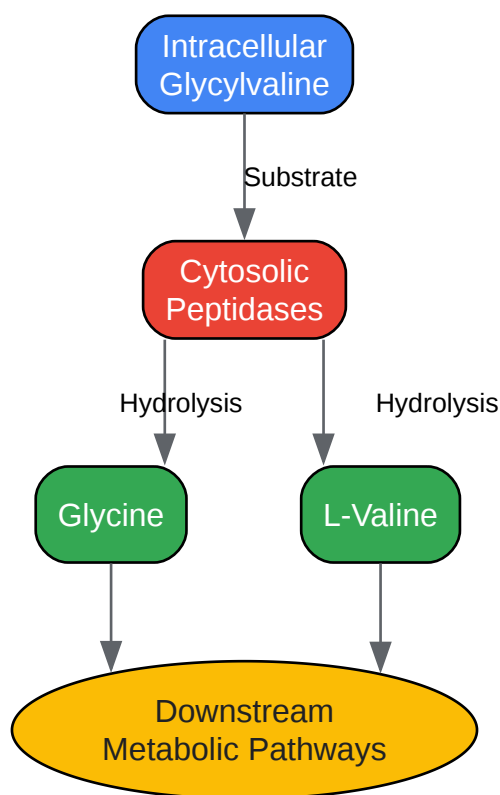 Intracellular
Glycylvaline
Substrate
Cytosolic
Peptidases
Hydrolysis
Hydrolysis
Glycine
L-Valine
Downstream
Metabolic Pathways